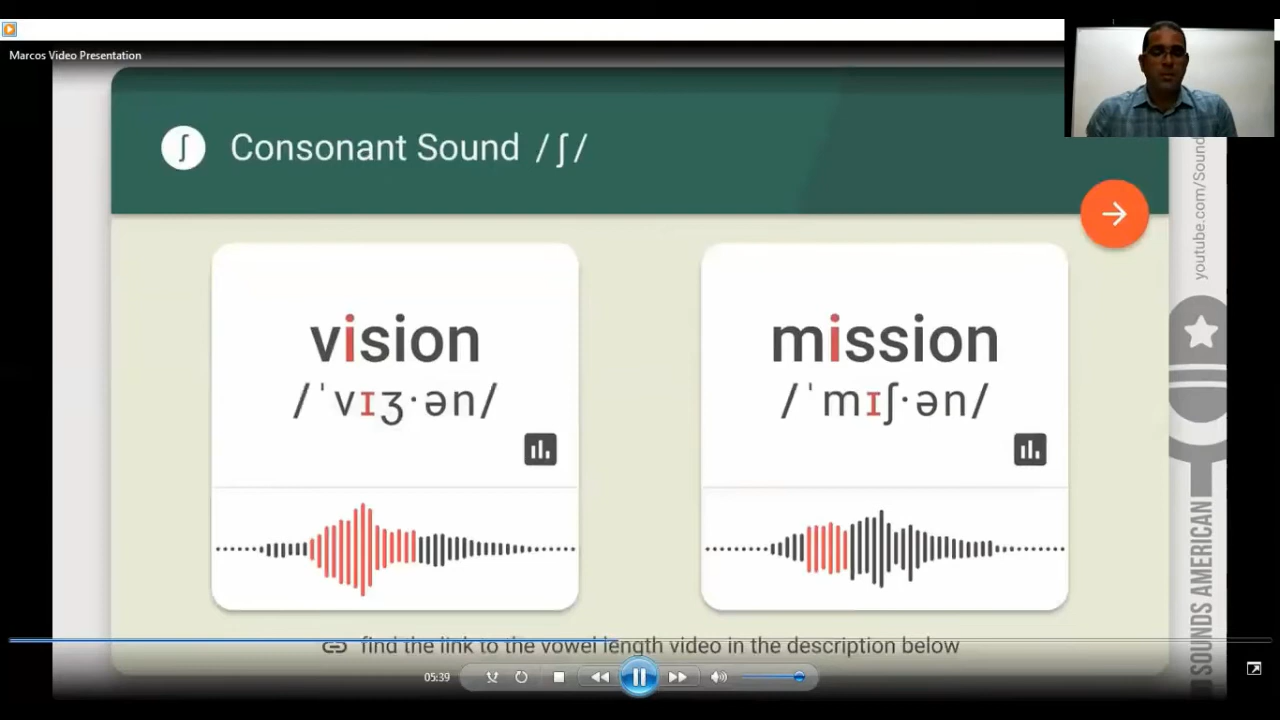 Marcos Video Presentation
ʃ Consonant Sound /ʃ/
vision
/ˈvɪʒ·ən/
mission
/ˈmɪʃ·ən/
find the link to the vowel length video in the description below
05:39
youtube.com/Sound
SOUNDS AMERICAN